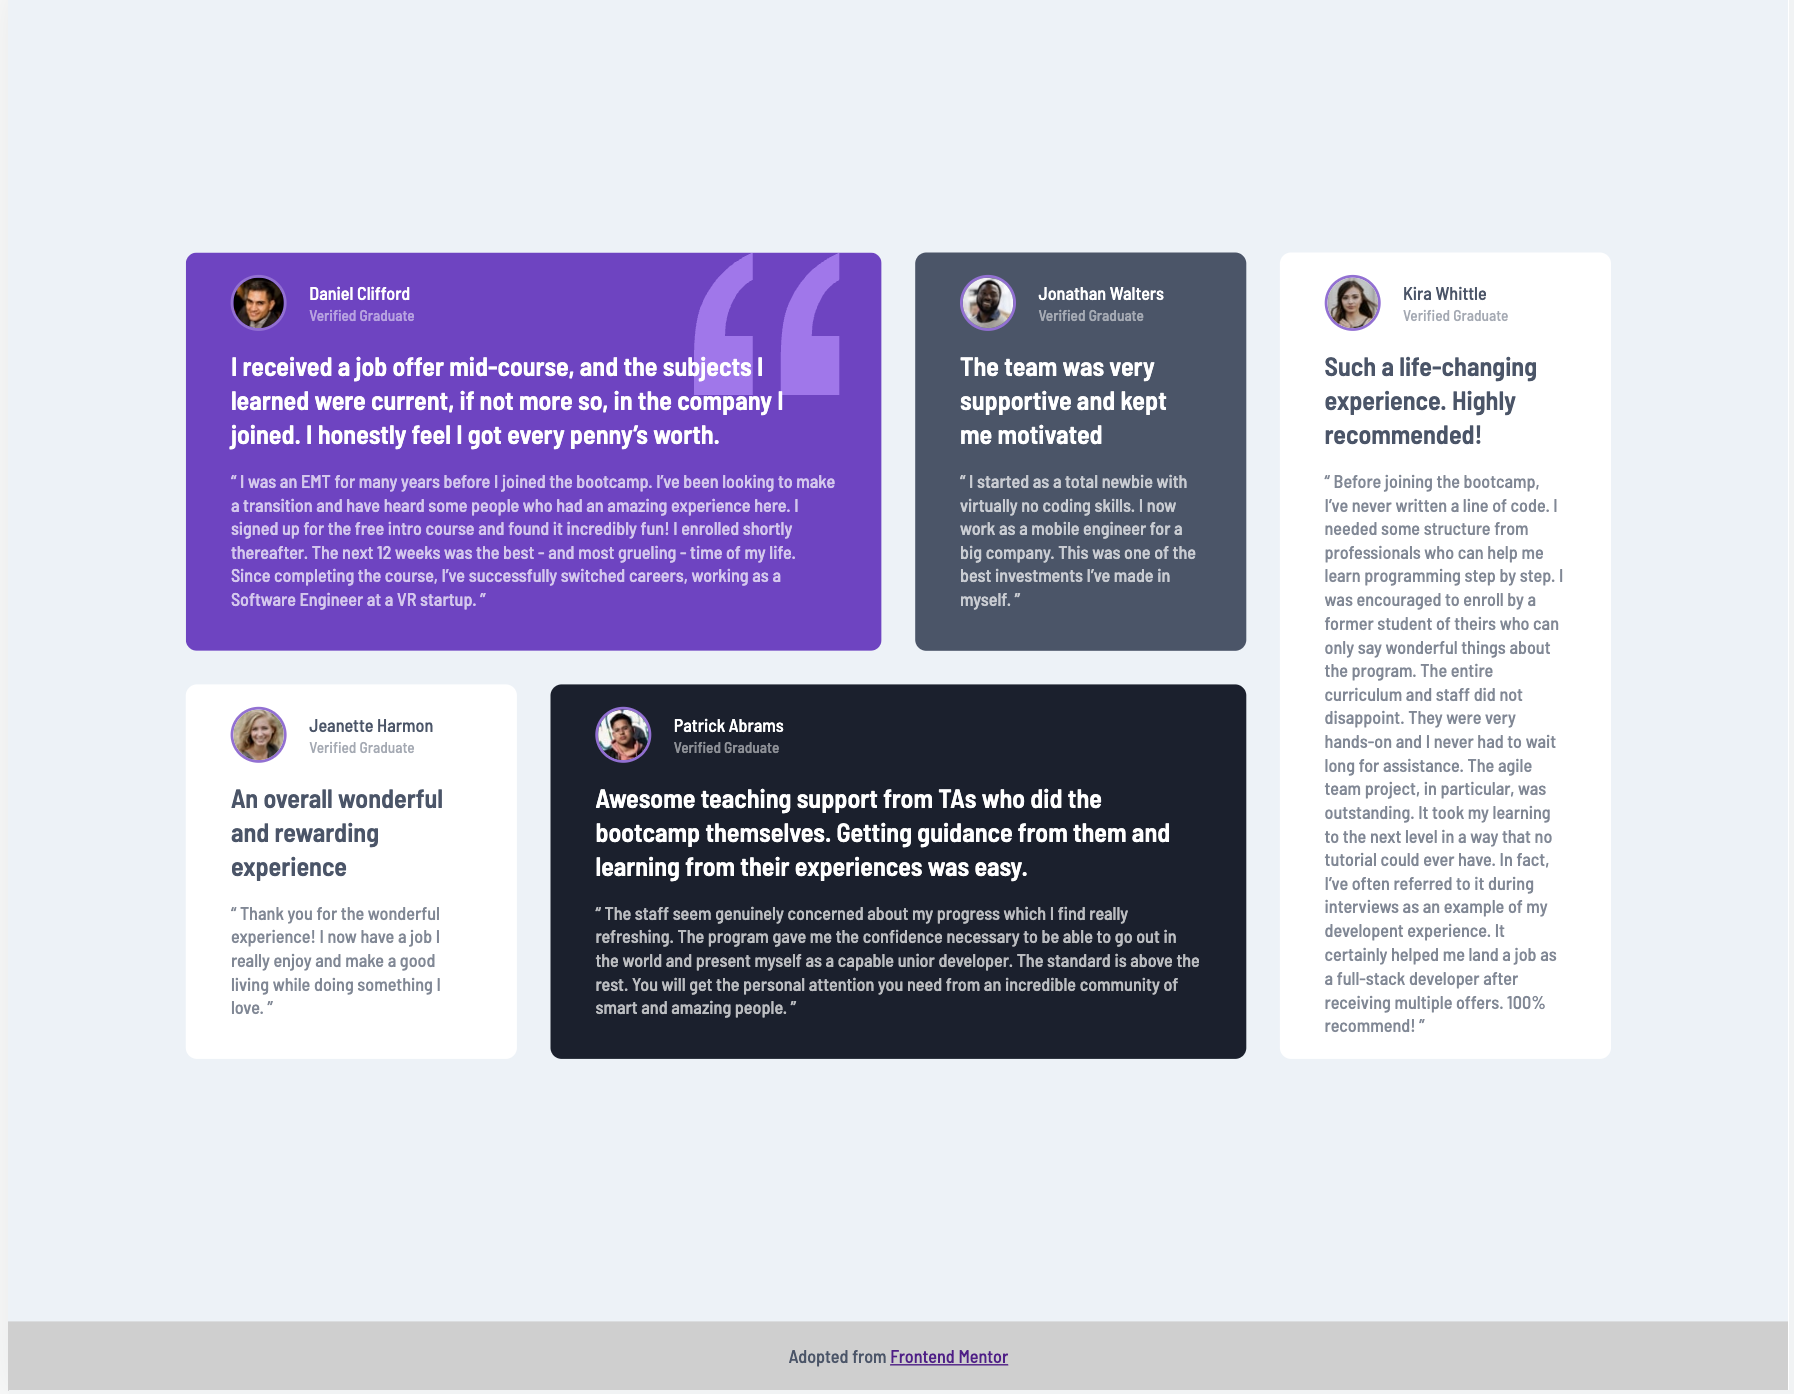 Daniel Clifford
Verified Graduate
I received a job offer mid-course, and the subjects I
learned were current, if not more so, in the company I
joined. I honestly feel I got every penny’s worth.
“ I was an EMT for many years before I joined the bootcamp. I’ve been looking to make
a transition and have heard some people who had an amazing experience here. I
signed up for the free intro course and found it incredibly fun! I enrolled shortly
thereafter. The next 12 weeks was the best - and most grueling - time of my life.
Since completing the course, I’ve successfully switched careers, working as a
Software Engineer at a VR startup. ”
Jonathan Walters
Verified Graduate
The team was very
supportive and kept
me motivated
“ I started as a total newbie with
virtually no coding skills. I now
work as a mobile engineer for a
big company. This was one of the
best investments I’ve made in
myself. ”
Kira Whittle
Verified Graduate
Such a life-changing
experience. Highly
recommended!
“ Before joining the bootcamp,
I’ve never written a line of code. I
needed some structure from
professionals who can help me
learn programming step by step. I
was encouraged to enroll by a
former student of theirs who can
only say wonderful things about
the program. The entire
curriculum and staff did not
disappoint. They were very
hands-on and I never had to wait
long for assistance. The agile
team project, in particular, was
outstanding. It took my learning
to the next level in a way that no
tutorial could ever have. In fact,
I’ve often referred to it during
interviews as an example of my
developent experience. It
certainly helped me land a job as
a full-stack developer after
receiving multiple offers. 100%
recommend! ”
Jeanette Harmon
Verified Graduate
An overall wonderful
and rewarding
experience
“ Thank you for the wonderful
experience! I now have a job I
really enjoy and make a good
living while doing something I
love. ”
Patrick Abrams
Verified Graduate
Awesome teaching support from TAs who did the
bootcamp themselves. Getting guidance from them and
learning from their experiences was easy.
“ The staff seem genuinely concerned about my progress which I find really
refreshing. The program gave me the confidence necessary to be able to go out in
the world and present myself as a capable unior developer. The standard is above the
rest. You will get the personal attention you need from an incredible community of
smart and amazing people. ”
Adopted from Frontend Mentor